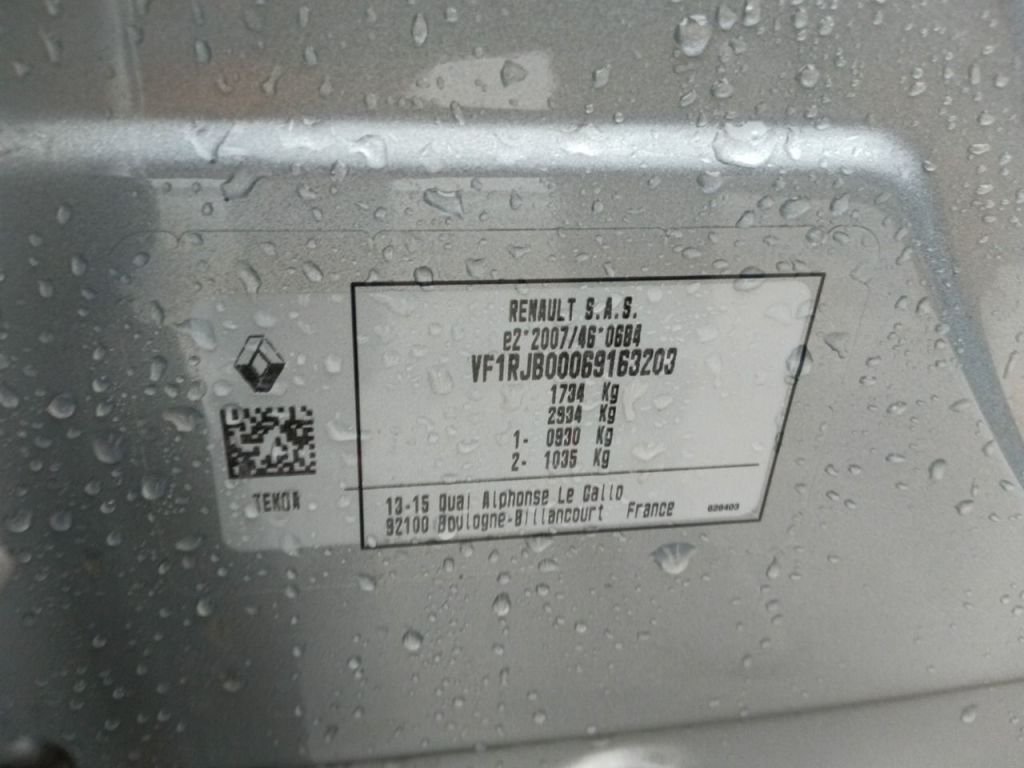 RENAULT S.A.S.
e2*2007/46*0684
VF1RJB00069163203
1734 Kg
2934 Kg
1- 0930 Kg
2- 1035 Kg
TEKQA
13-15 Quai Alphonse Le Gallo
92100 Boulogne-Billancourt France